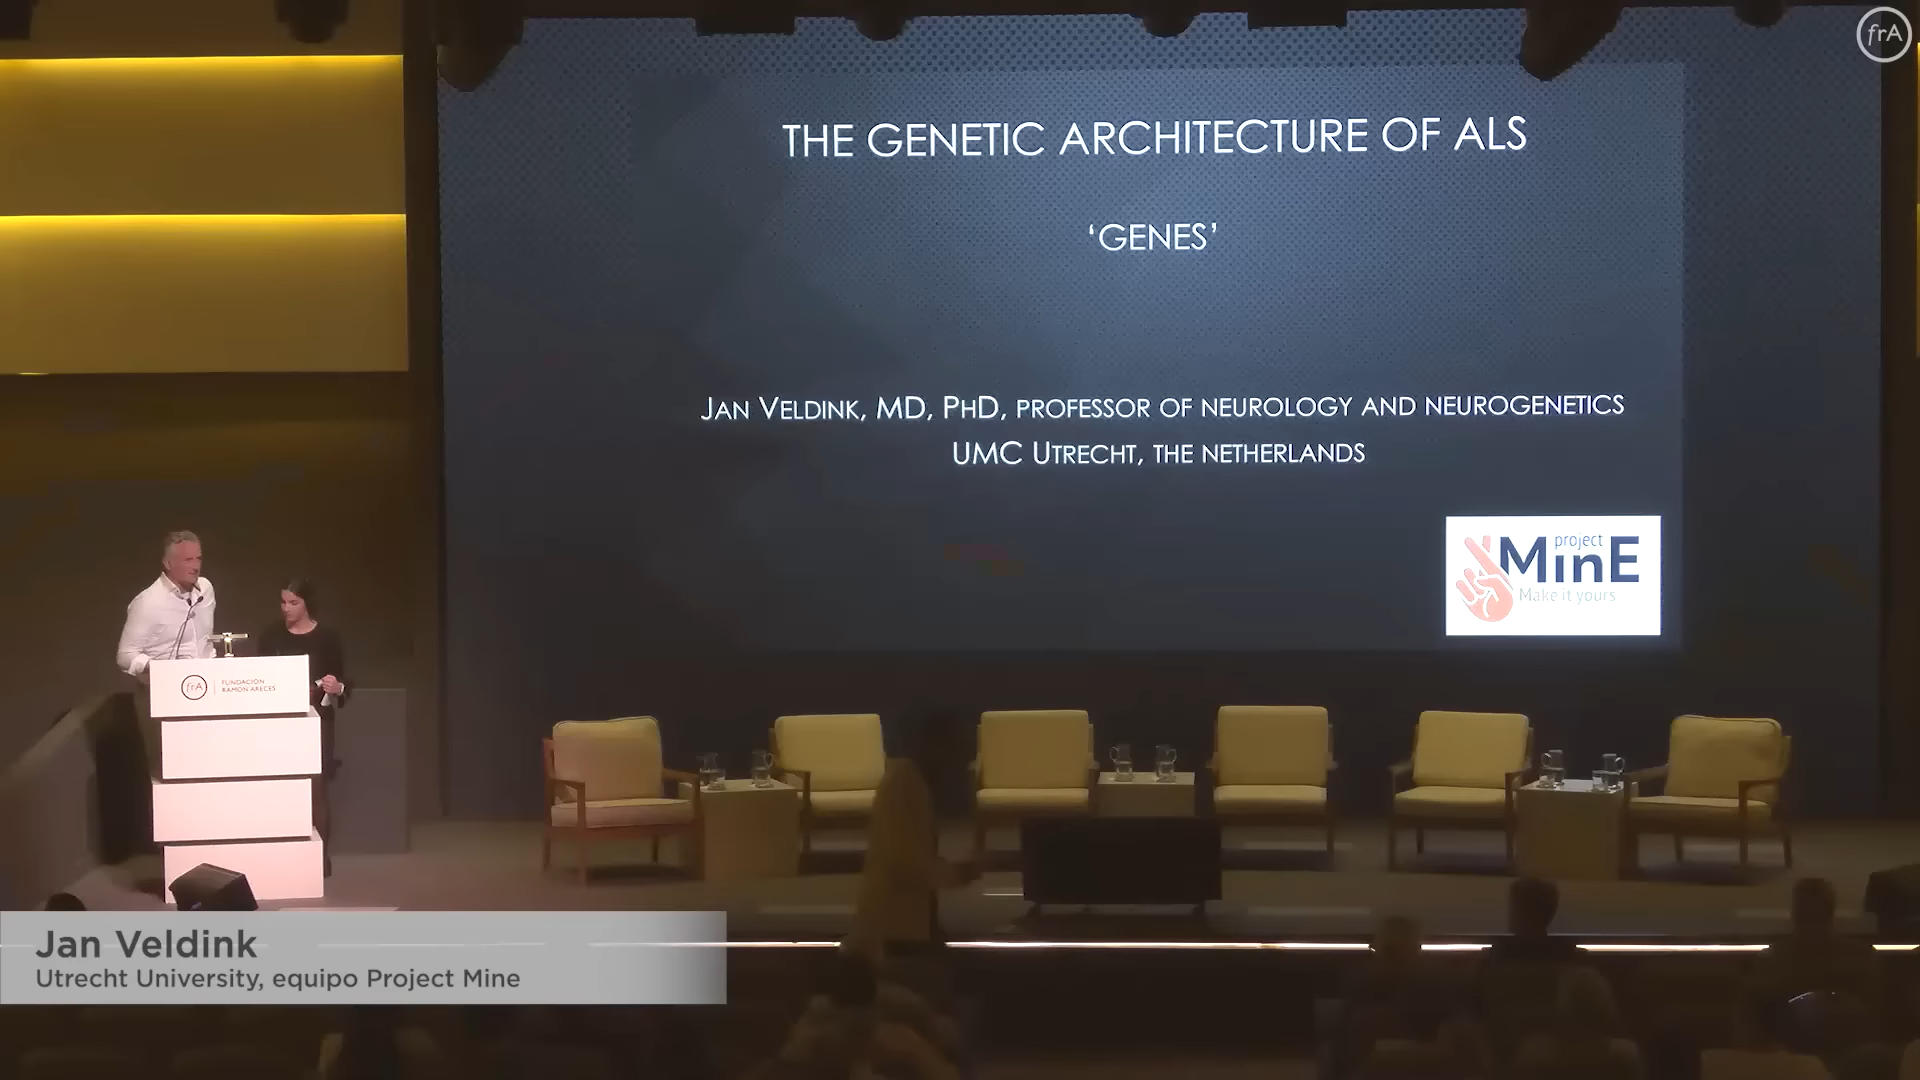 frA
THE GENETIC ARCHITECTURE OF ALS
‘GENES’
JAN VELDINK, MD, PHD, PROFESSOR OF NEUROLOGY AND NEUROGENETICS
UMC UTRECHT, THE NETHERLANDS
project
MinE
Make it yours
frA
FUNDACIÓN
RAMÓN ARECES
Jan Veldink
Utrecht University, equipo Project Mine